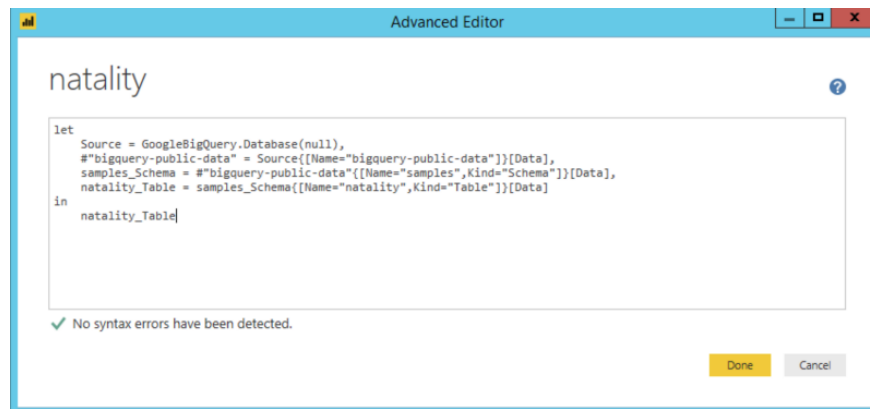 Advanced Editor
natality
let
    Source = GoogleBigQuery.Database(null),
    #"bigquery-public-data" = Source{[Name="bigquery-public-data"]}[Data],
    samples_Schema = #"bigquery-public-data"{[Name="samples",Kind="Schema"]}[Data],
    natality_Table = samples_Schema{[Name="natality",Kind="Table"]}[Data]
in
    natality_Table
No syntax errors have been detected.
Done Cancel